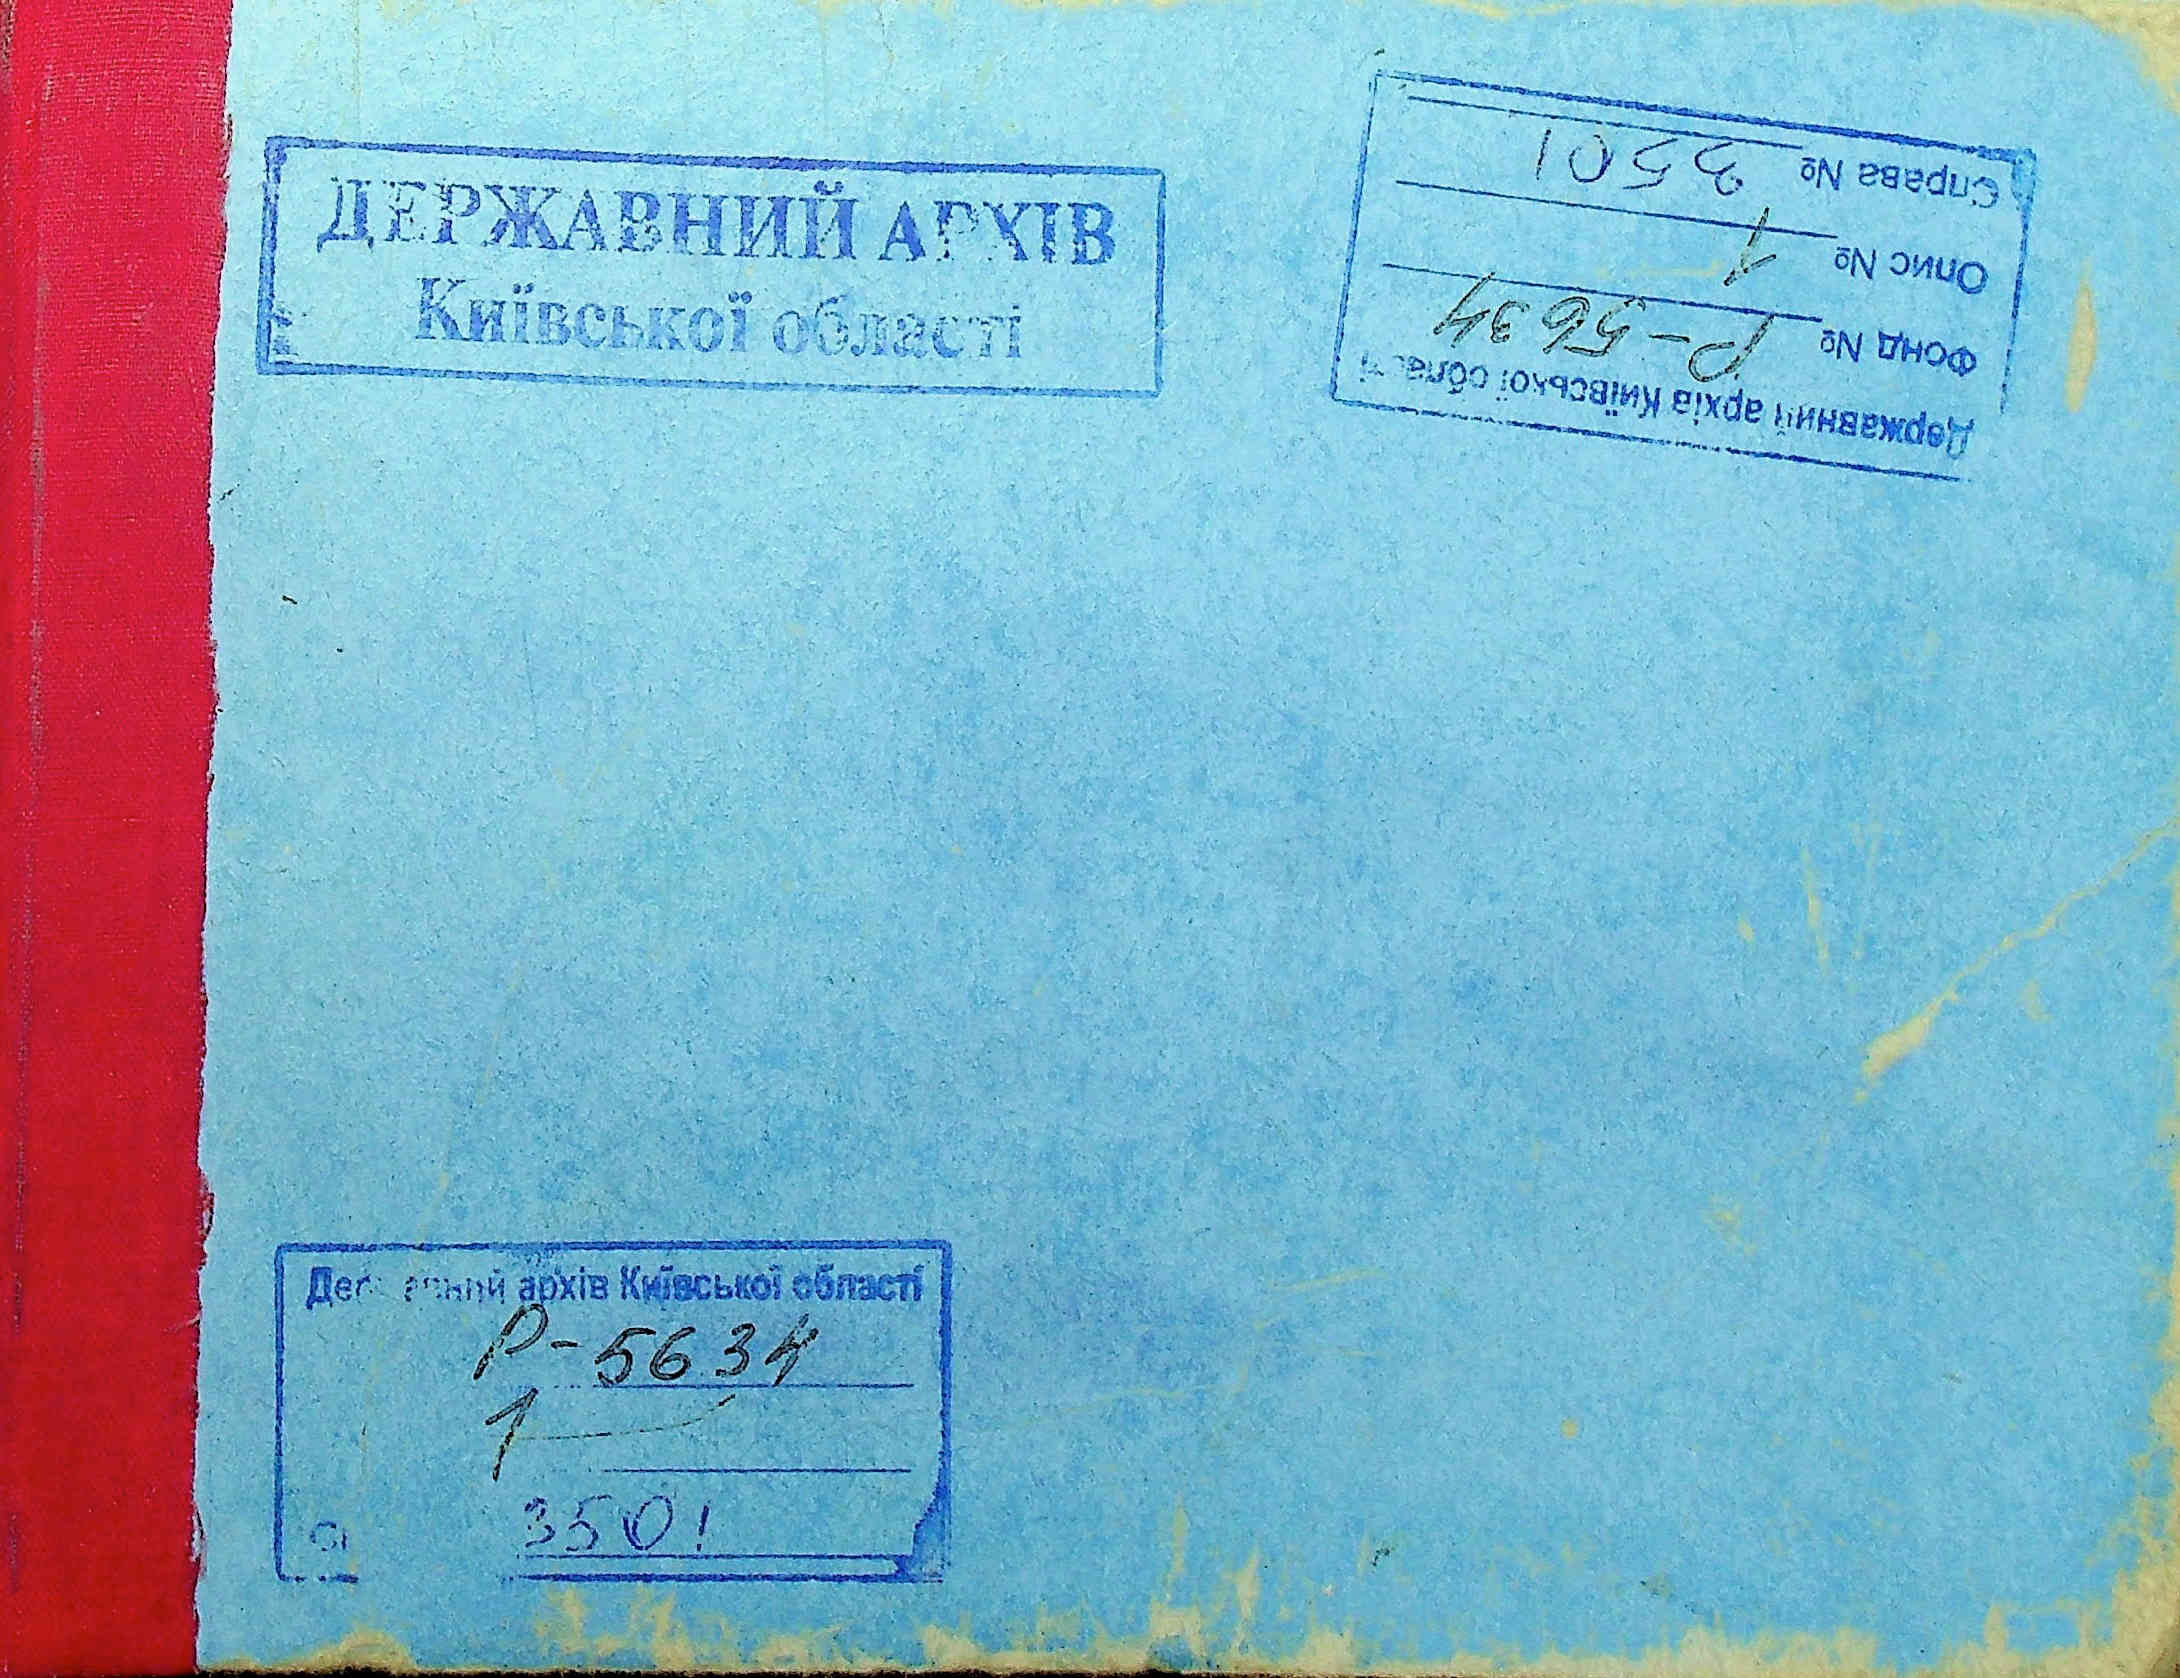 ДЕРЖАВНИЙ АРХІВ
Київської області
Державний архів Київської області
Фонд № Р-5634
Опис № 1
Справа № 3501
Державний архів Київської області
Р-5634
1
3501